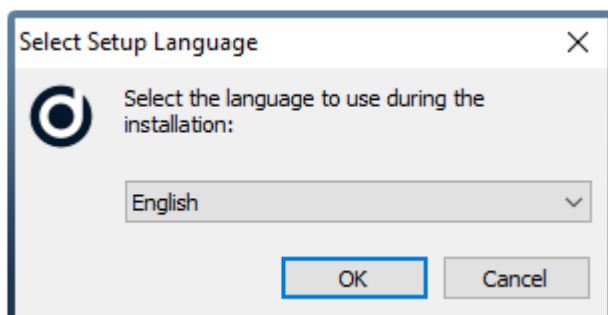 Select Setup Language
Select the language to use during the
installation:
English
OK
Cancel